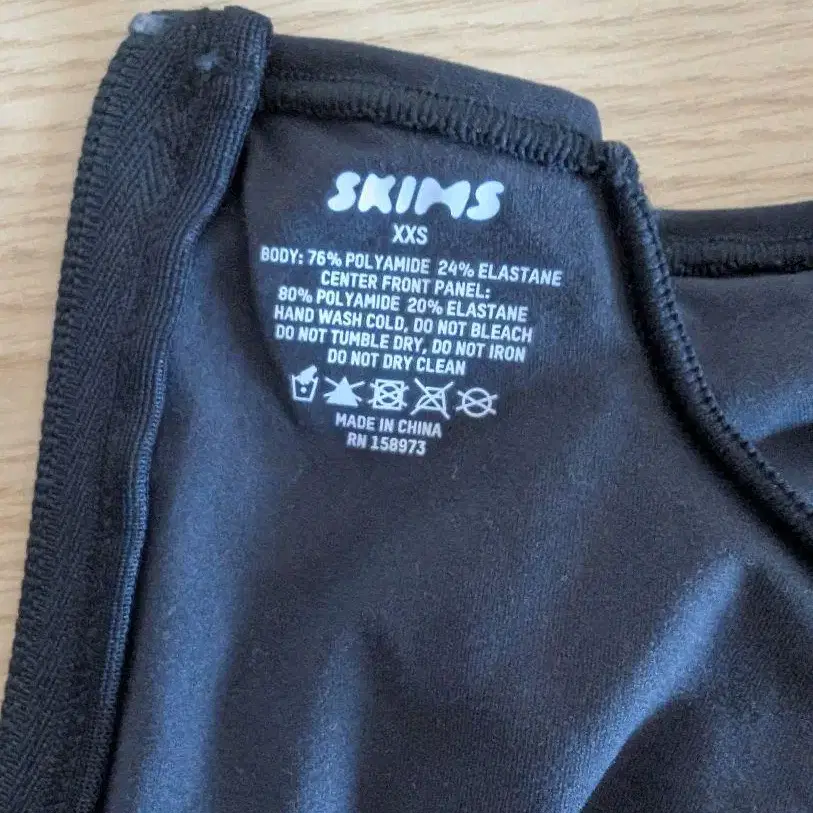 SKIMS
XXS
BODY: 76% POLYAMIDE 24% ELASTANE
CENTER FRONT PANEL:
80% POLYAMIDE 20% ELASTANE
HAND WASH COLD, DO NOT BLEACH
DO NOT TUMBLE DRY, DO NOT IRON
DO NOT DRY CLEAN
MADE IN CHINA
RN 158973